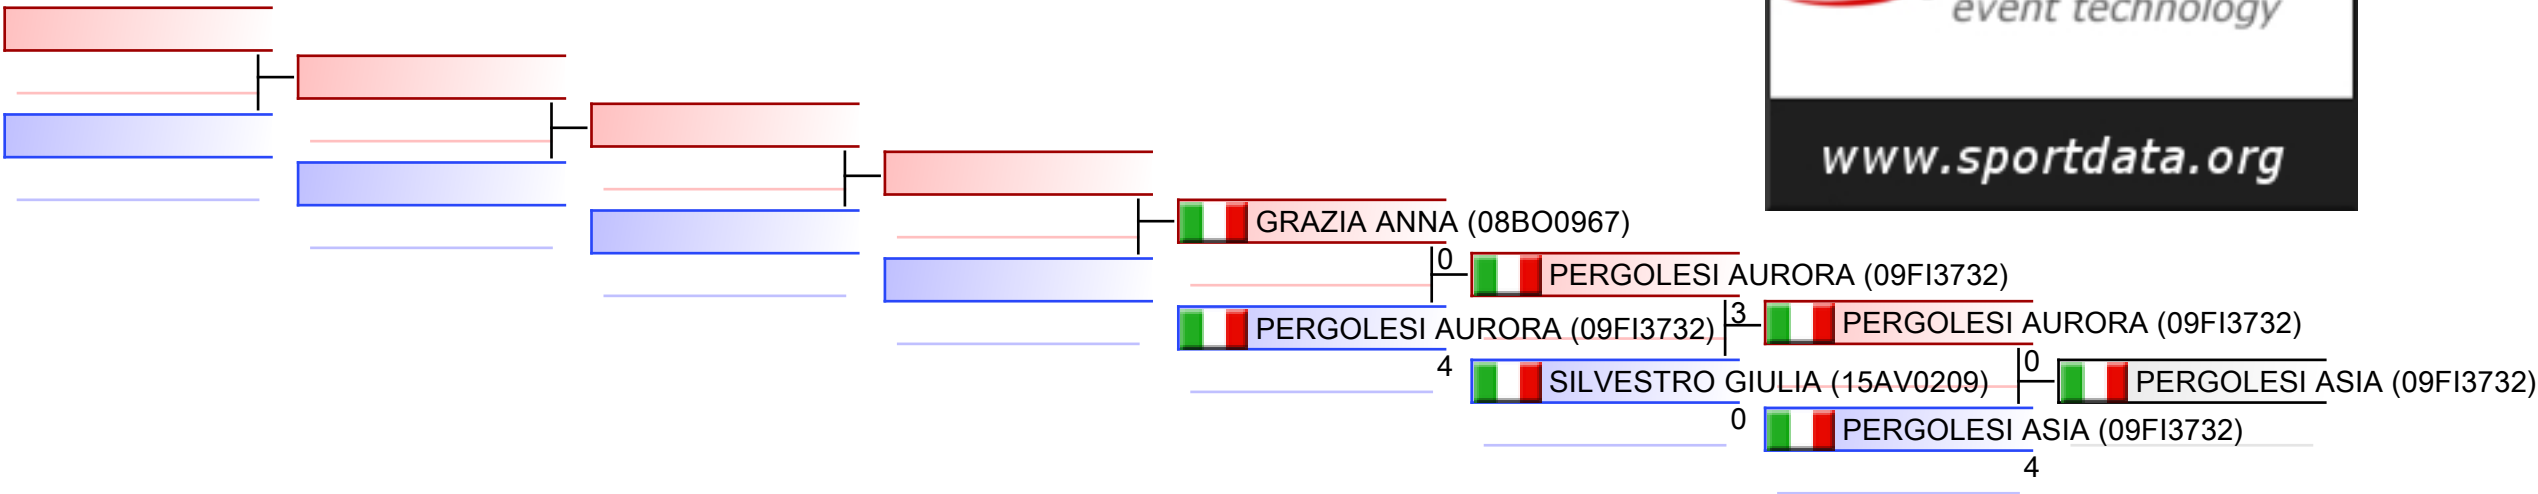 event technology
www.sportdata.org
GRAZIA ANNA (08BO0967)
0
PERGOLESI AURORA (09FI3732)
PERGOLESI AURORA (09FI3732)
4
3
PERGOLESI AURORA (09FI3732)
SILVESTRO GIULIA (15AV0209)
0
0
PERGOLESI ASIA (09FI3732)
PERGOLESI ASIA (09FI3732)
4